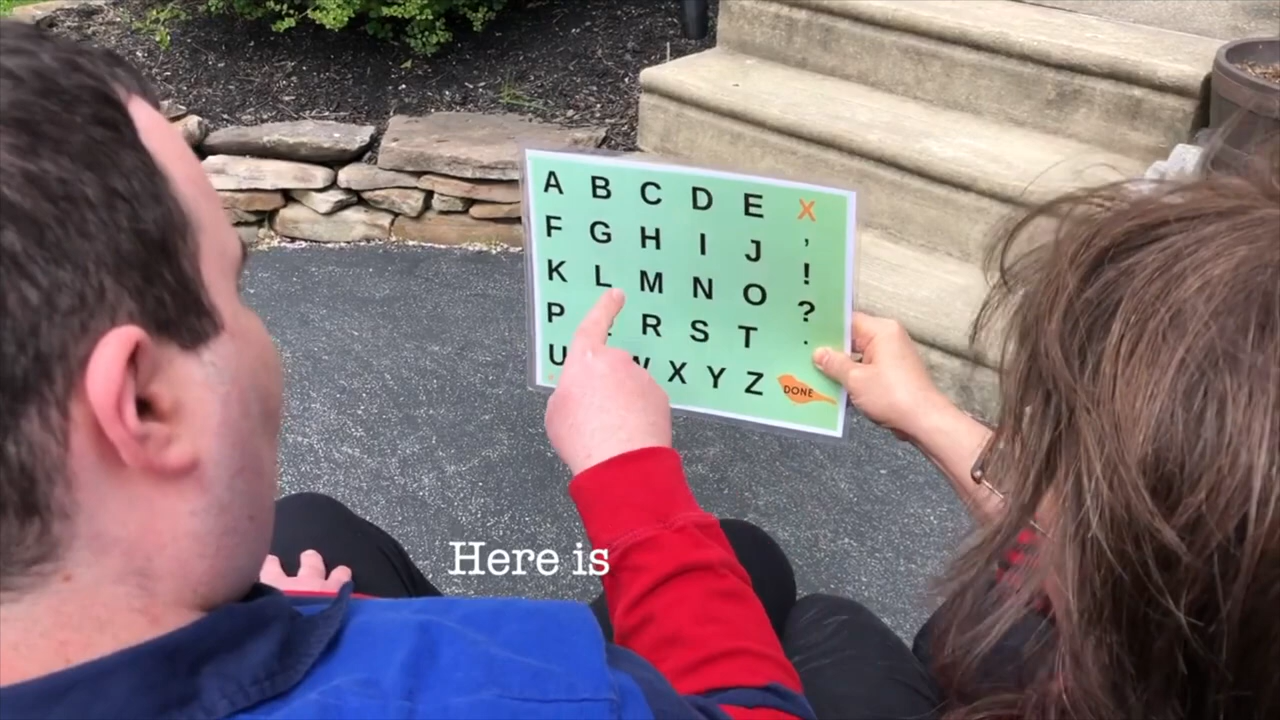 A B C D E X
F G H I J ,
K L M N O !
P R S T ?
U W X Y Z .
DONE
Here is